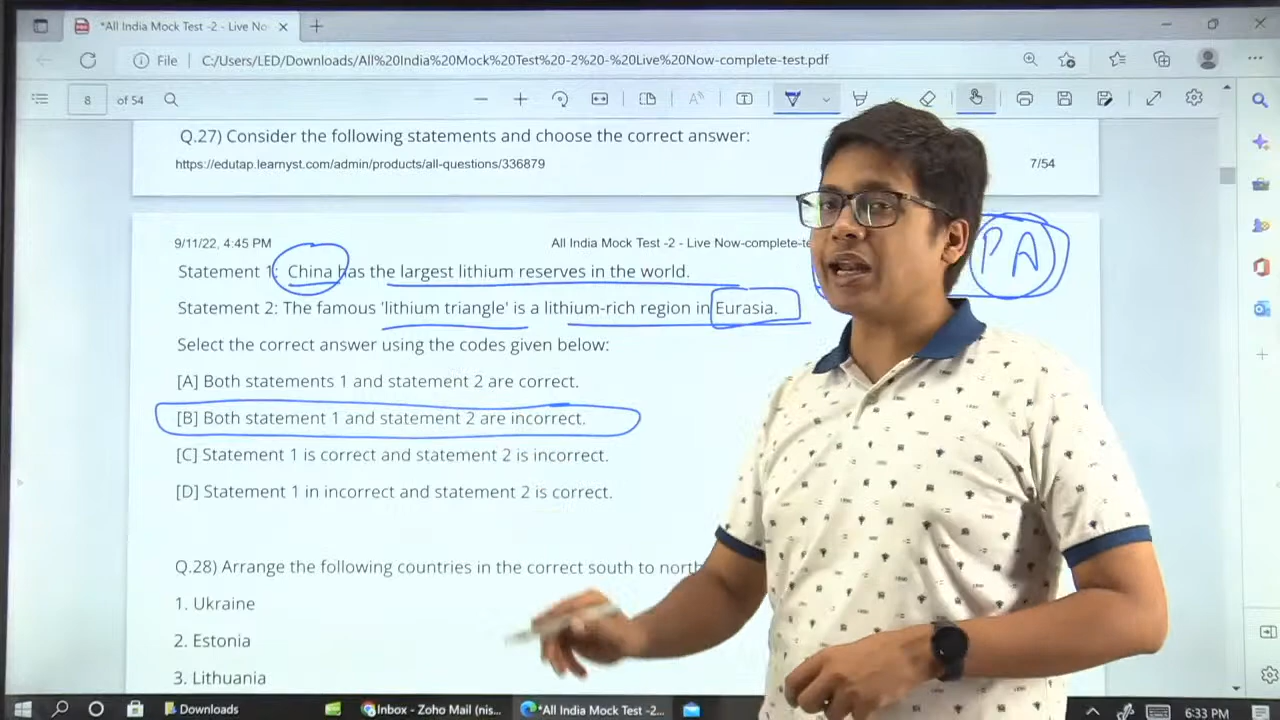 *All India Mock Test -2 - Live No
File C:/Users/LED/Downloads/All%20India%20Mock%20Test%20-2%20-%20Live%20Now-complete-test.pdf
8 of 54
Q.27) Consider the following statements and choose the correct answer:
https://edutap.learnyst.com/admin/products/all-questions/336879 7/54
9/11/22, 4:45 PM All India Mock Test -2 - Live Now-complete-te
Statement 1: China has the largest lithium reserves in the world. PA
Statement 2: The famous 'lithium triangle' is a lithium-rich region in Eurasia.
Select the correct answer using the codes given below:
[A] Both statements 1 and statement 2 are correct.
[B] Both statement 1 and statement 2 are incorrect.
[C] Statement 1 is correct and statement 2 is incorrect.
[D] Statement 1 in incorrect and statement 2 is correct.
Q.28) Arrange the following countries in the correct south to north
1. Ukraine
2. Estonia
3. Lithuania
Downloads Inbox - Zoho Mail (nis... *All India Mock Test -2... 6:33 PM